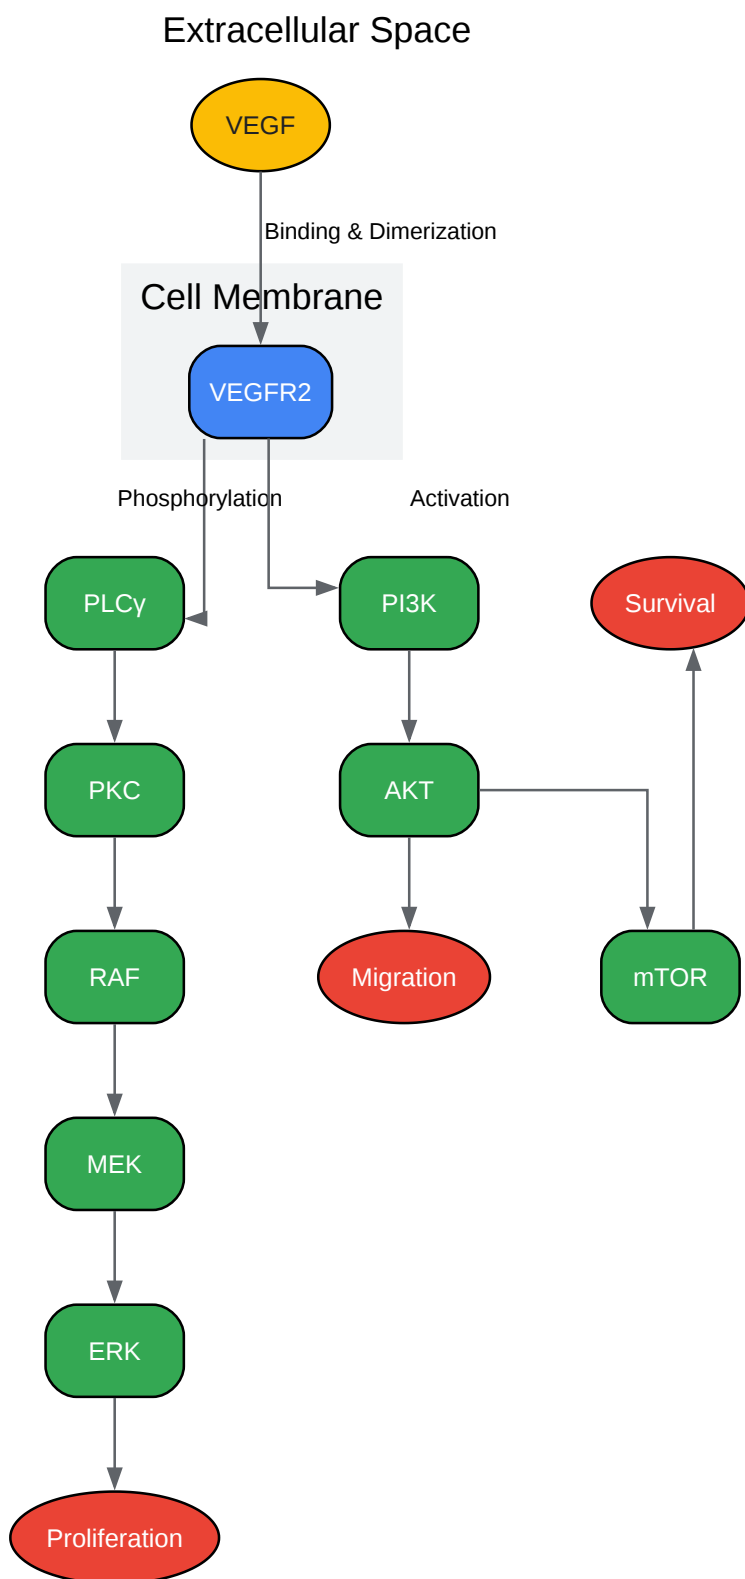 Extracellular Space
VEGF
Binding & Dimerization
Cell Membrane
VEGFR2
Phosphorylation
Activation
PLCγ
PI3K
Survival
PKC
AKT
RAF
Migration
mTOR
MEK
ERK
Proliferation